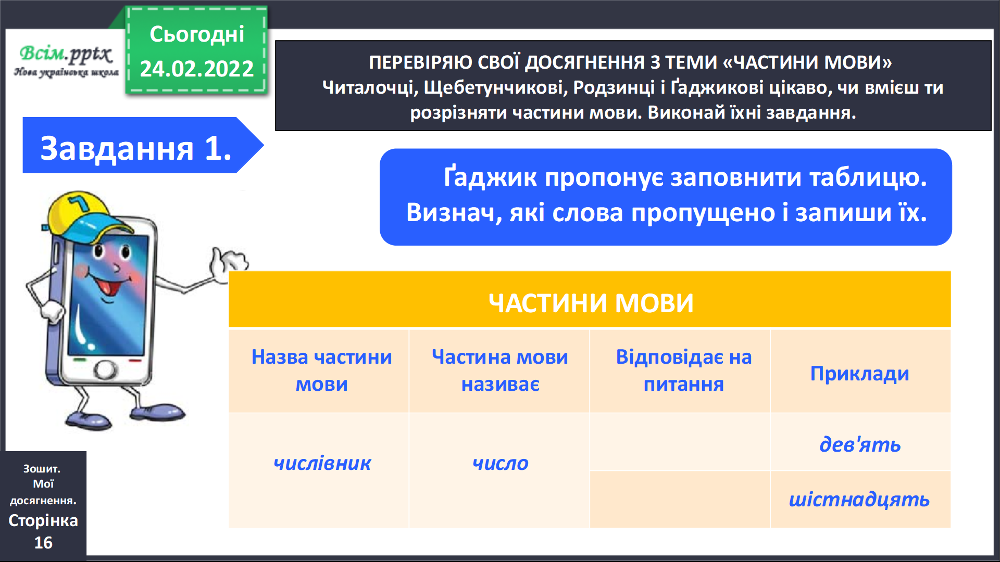 Всім.pptx
Нова українська школа
Сьогодні
24.02.2022
ПЕРЕВІРЯЮ СВОЇ ДОСЯГНЕННЯ З ТЕМИ «ЧАСТИНИ МОВИ»
Читалочці, Щебетунчикові, Родзинці і Ґаджикові цікаво, чи вмієш ти
розрізняти частини мови. Виконай їхні завдання.
Завдання 1.
Ґаджик пропонує заповнити таблицю.
Визнач, які слова пропущено і запиши їх.
ЧАСТИНИ МОВИ
Назва частини
мови
Частина мови
називає
Відповідає на
питання
Приклади
числівник
число
дев'ять
шістнадцять
Зошит.
Мої
досягнення.
Сторінка
16